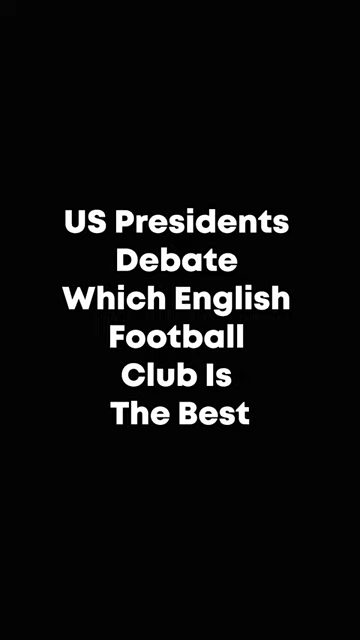 US Presidents
Debate
Which English
Football
Club Is
The Best